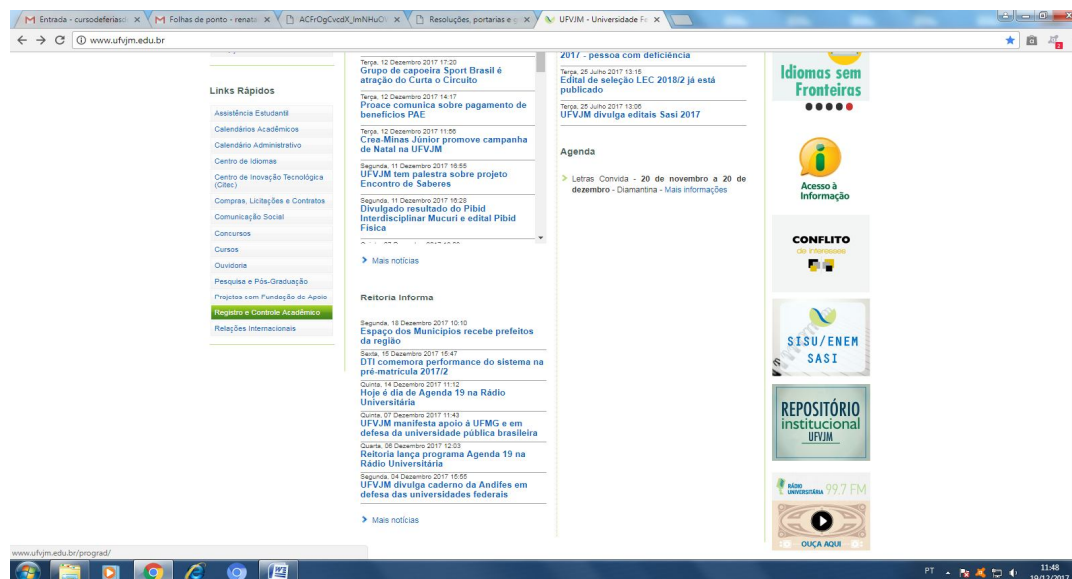 Entrada - cursodeferiasd
Folhas de ponto - renata
ACFrOgCvcdX_ImNHuO
Resoluções, portarias e
UFVJM - Universidade Fe
www.ufvjm.edu.br
Links Rápidos
Assistência Estudantil
Calendários Acadêmicos
Calendário Administrativo
Centro de Idiomas
Centro de Inovação Tecnológica
(Citec)
Compras, Licitações e Contratos
Comunicação Social
Concursos
Cursos
Ouvidoria
Pesquisa e Pós-Graduação
Projetos com Fundação de Apoio
Registro e Controle Acadêmico
Relações Internacionais
Terça, 12 Dezembro 2017 17:20
Grupo de capoeira Sport Brasil é
atração do Curta o Circuito
Terça, 12 Dezembro 2017 14:17
Proace comunica sobre pagamento de
benefícios PAE
Terça, 12 Dezembro 2017 11:56
Crea-Minas Júnior promove campanha
de Natal na UFVJM
Segunda, 11 Dezembro 2017 16:55
UFVJM tem palestra sobre projeto
Encontro de Saberes
Segunda, 11 Dezembro 2017 16:28
Divulgado resultado do Pibid
Interdisciplinar Mucuri e edital Pibid
Física
Mais notícias
Reitoria Informa
Segunda, 18 Dezembro 2017 10:10
Espaço dos Municípios recebe prefeitos
da região
Sexta, 15 Dezembro 2017 15:47
DTI comemora performance do sistema na
pré-matrícula 2017/2
Quinta, 14 Dezembro 2017 11:12
Hoje é dia de Agenda 19 na Rádio
Universitária
Quinta, 07 Dezembro 2017 11:43
UFVJM manifesta apoio à UFMG e em
defesa da universidade pública brasileira
Quarta, 06 Dezembro 2017 12:03
Reitoria lança programa Agenda 19 na
Rádio Universitária
Segunda, 04 Dezembro 2017 15:55
UFVJM divulga caderno da Andifes em
defesa das universidades federais
Mais notícias
2017 - pessoa com deficiência
Terça, 25 Julho 2017 13:15
Edital de seleção LEC 2018/2 já está
publicado
Terça, 25 Julho 2017 13:06
UFVJM divulga editais Sasi 2017
Agenda
Letras Convida - 20 de novembro a 20 de
dezembro - Diamantina - Mais informações
Idiomas sem
Fronteiras
Acesso à
Informação
CONFLITO
de interesses
SISU/ENEM
SASI
REPOSITÓRIO
institucional
UFVJM
RÁDIO
UNIVERSITÁRIA 99.7 FM
OUÇA AQUI
www.ufvjm.edu.br/prograd/
PT
11:48
19/12/2017